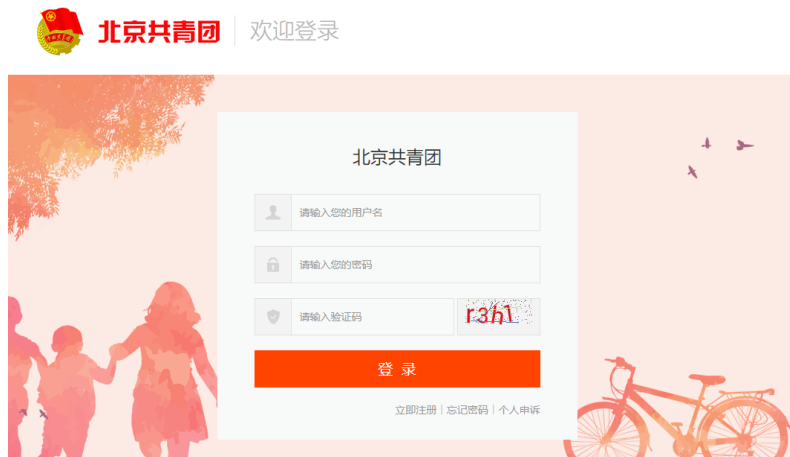 北京共青团 欢迎登录
北京共青团
请输入您的用户名
请输入您的密码
请输入验证码 r3h1
登录
立即注册 | 忘记密码 | 个人申诉